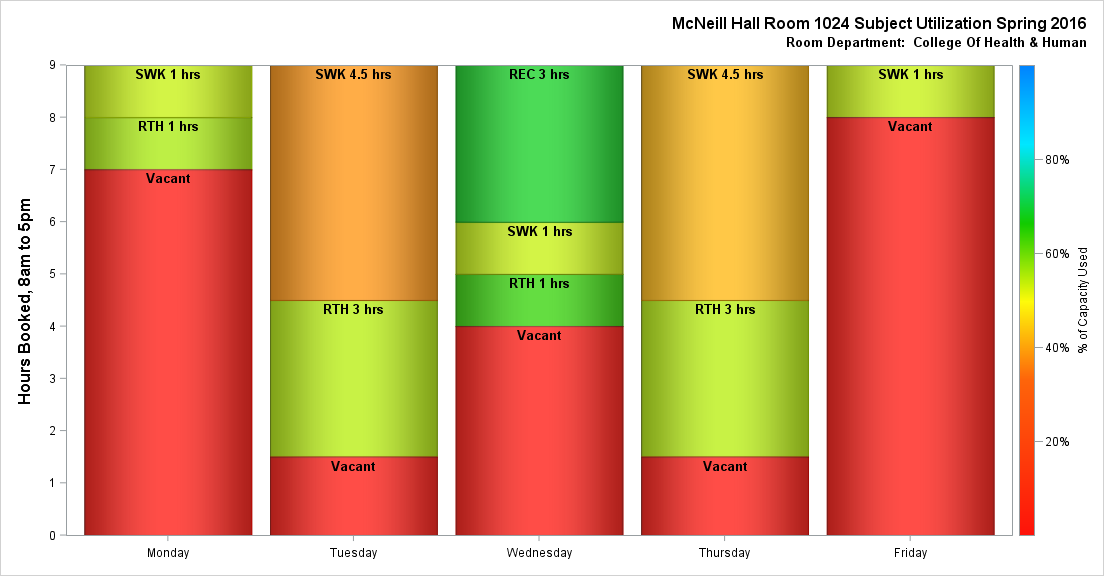 McNeill Hall Room 1024 Subject Utilization Spring 2016
Room Department:  College Of Health & Human
Hours Booked, 8am to 5pm
9
8
7
6
5
4
3
2
1
0
SWK 1 hrs
RTH 1 hrs
Vacant
Monday
SWK 4.5 hrs
RTH 3 hrs
Vacant
Tuesday
REC 3 hrs
SWK 1 hrs
RTH 1 hrs
Vacant
Wednesday
SWK 4.5 hrs
RTH 3 hrs
Vacant
Thursday
SWK 1 hrs
Vacant
Friday
80%
60%
40%
20%
% of Capacity Used